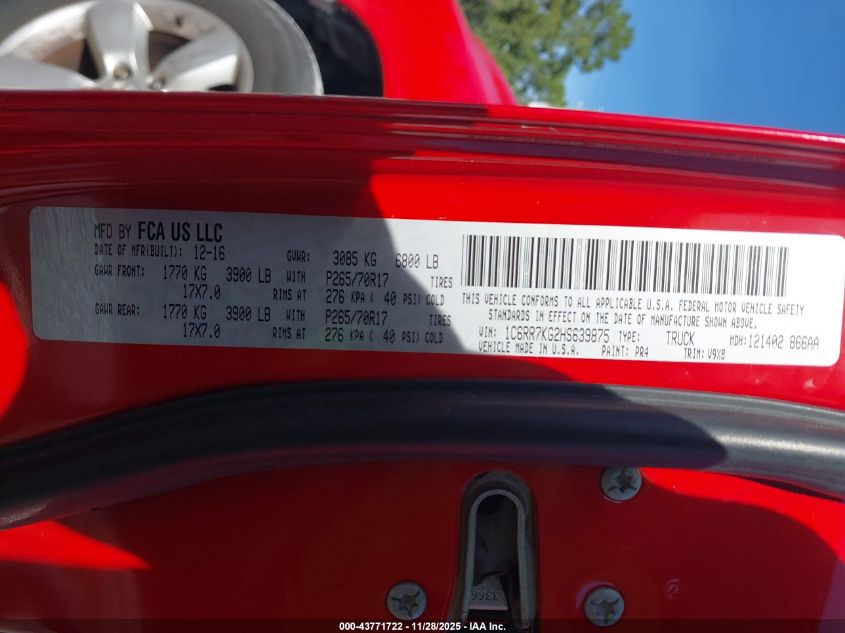 MFD BY FCA US LLC
DATE OF MFR(BUILT): 12-16 GVWR: 3085 KG 6800 LB
GAWR FRONT: 1770 KG 3900 LB WITH P265/70R17 TIRES
17X7.0 RIMS AT 276 KPA ( 40 PSI) COLD
GAWR REAR: 1770 KG 3900 LB WITH P265/70R17 TIRES
17X7.0 RIMS AT 276 KPA ( 40 PSI) COLD
THIS VEHICLE CONFORMS TO ALL APPLICABLE U.S.A. FEDERAL MOTOR VEHICLE SAFETY
STANDARDS IN EFFECT ON THE DATE OF MANUFACTURE SHOWN ABOVE.
VIN: 1C6RR7KG2HS639875 TYPE: TRUCK MDH: 121402 866AA
VEHICLE MADE IN U.S.A. PAINT: PR4 TRIM: V9X8
3366
000-43771722 - 11/28/2025 - IAA, Inc.